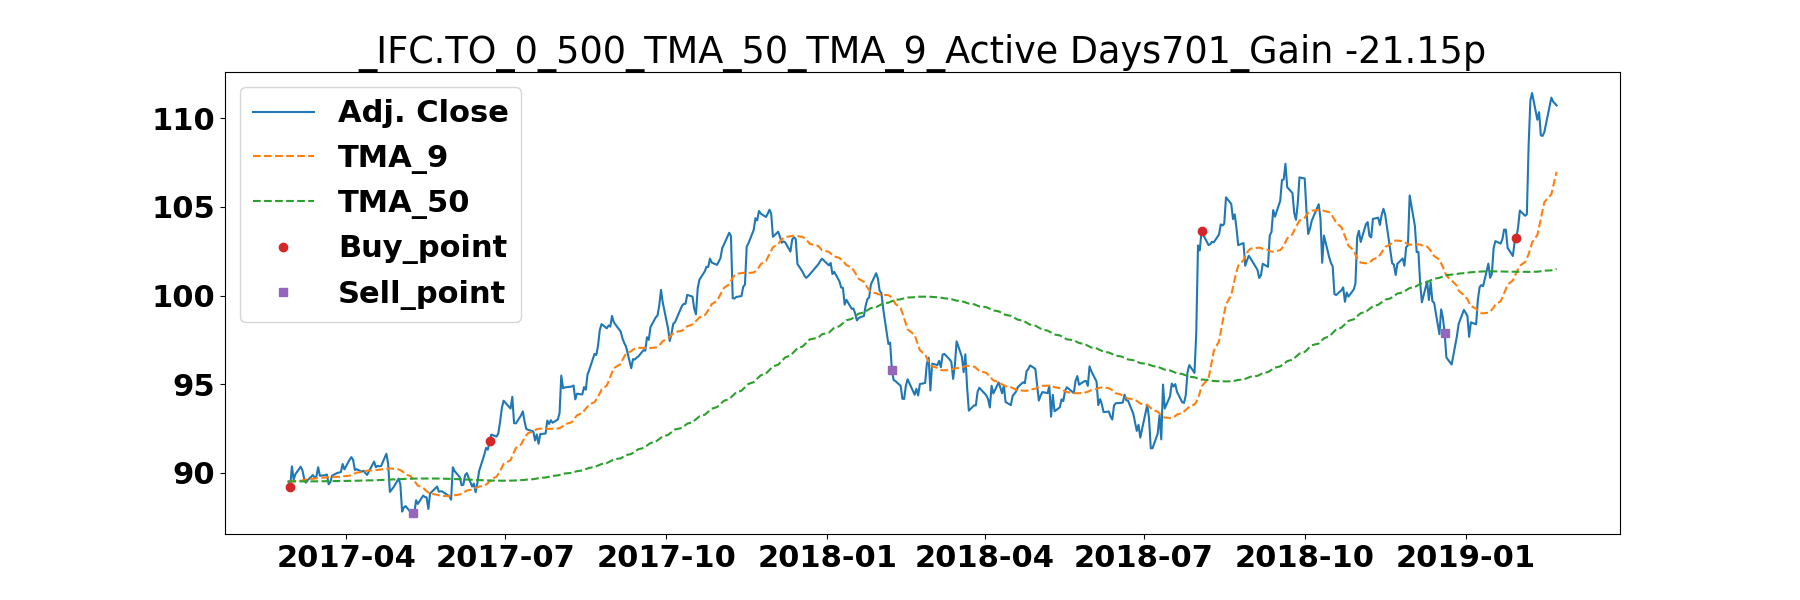 _IFC.TO_0_500_TMA_50_TMA_9_Active Days701_Gain -21.15p
Adj. Close
TMA_9
TMA_50
Buy_point
Sell_point
110
105
100
95
90
2017-04 2017-07 2017-10 2018-01 2018-04 2018-07 2018-10 2019-01